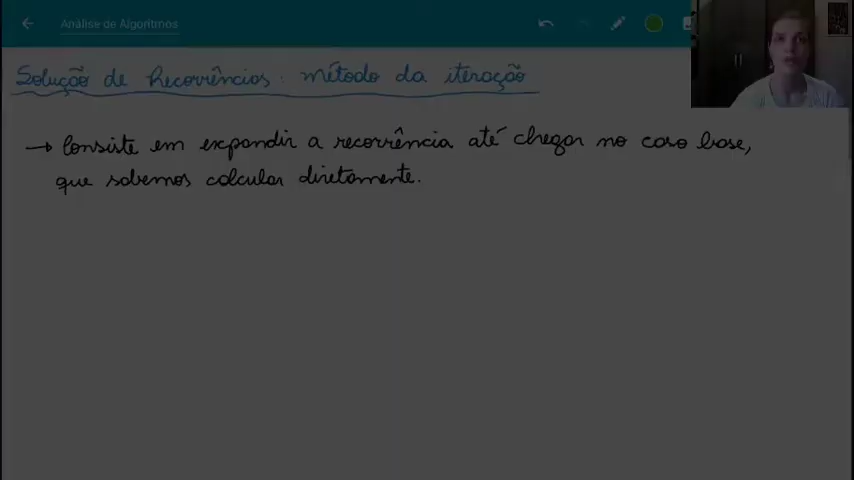 Análise de Algoritmos
Solução de Recorrências: método da iteração
→ Consiste em expandir a recorrência até chegar no caso base,
que sabemos calcular diretamente.